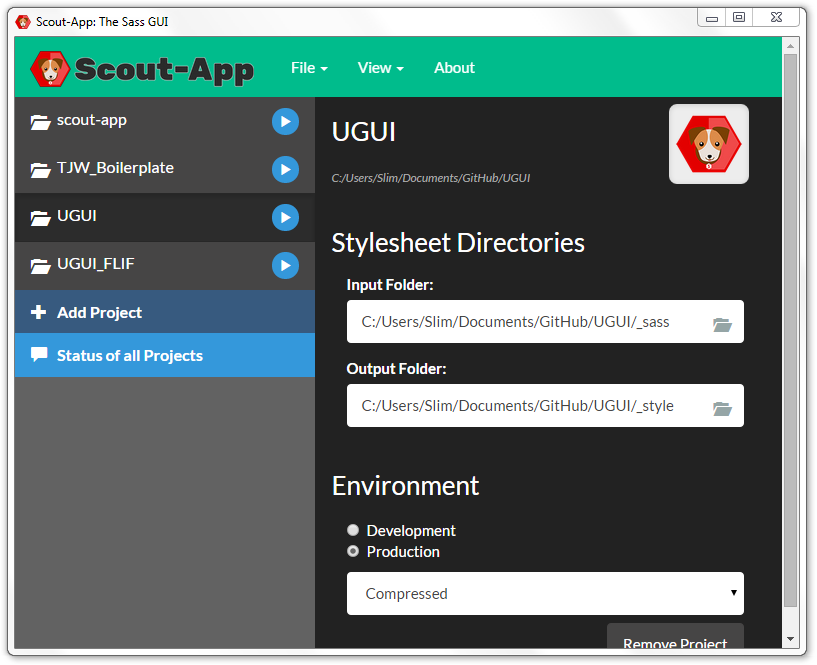 Scout-App: The Sass GUI
Scout-App File View About
scout-app
TJW_Boilerplate
UGUI
UGUI_FLIF
Add Project
Status of all Projects
UGUI
C:/Users/Slim/Documents/GitHub/UGUI
Stylesheet Directories
Input Folder:
C:/Users/Slim/Documents/GitHub/UGUI/_sass
Output Folder:
C:/Users/Slim/Documents/GitHub/UGUI/_style
Environment
Development
Production
Compressed
Remove Project